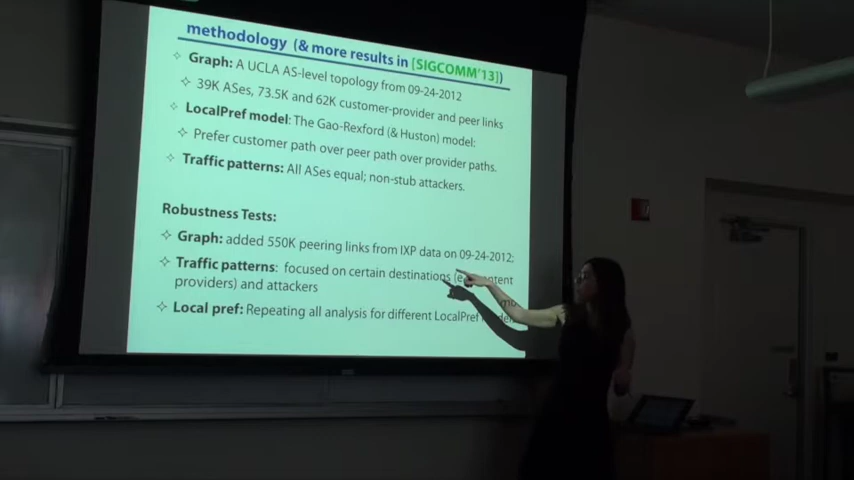 methodology (& more results in [SIGCOMM'13])
Graph: A UCLA AS-level topology from 09-24-2012
39K ASes, 73.5K and 62K customer-provider and peer links
LocalPref model: The Gao-Rexford (& Huston) model:
Prefer customer path over peer path over provider paths.
Traffic patterns: All ASes equal; non-stub attackers.
Robustness Tests:
Graph: added 550K peering links from IXP data on 09-24-2012:
Traffic patterns: focused on certain destinations
providers) and attackers
Local pref: Repeating all analysis for different LocalPref